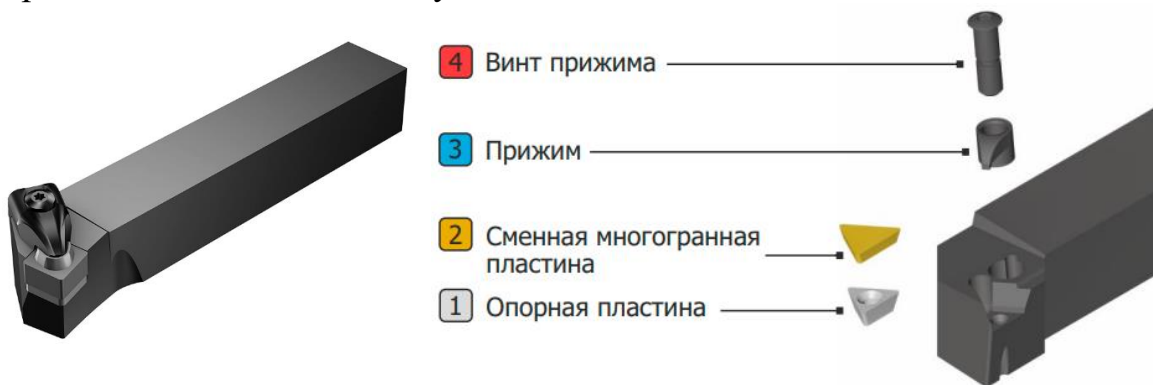 4 Винт прижима
3 Прижим
2 Сменная многогранная
пластина
1 Опорная пластина